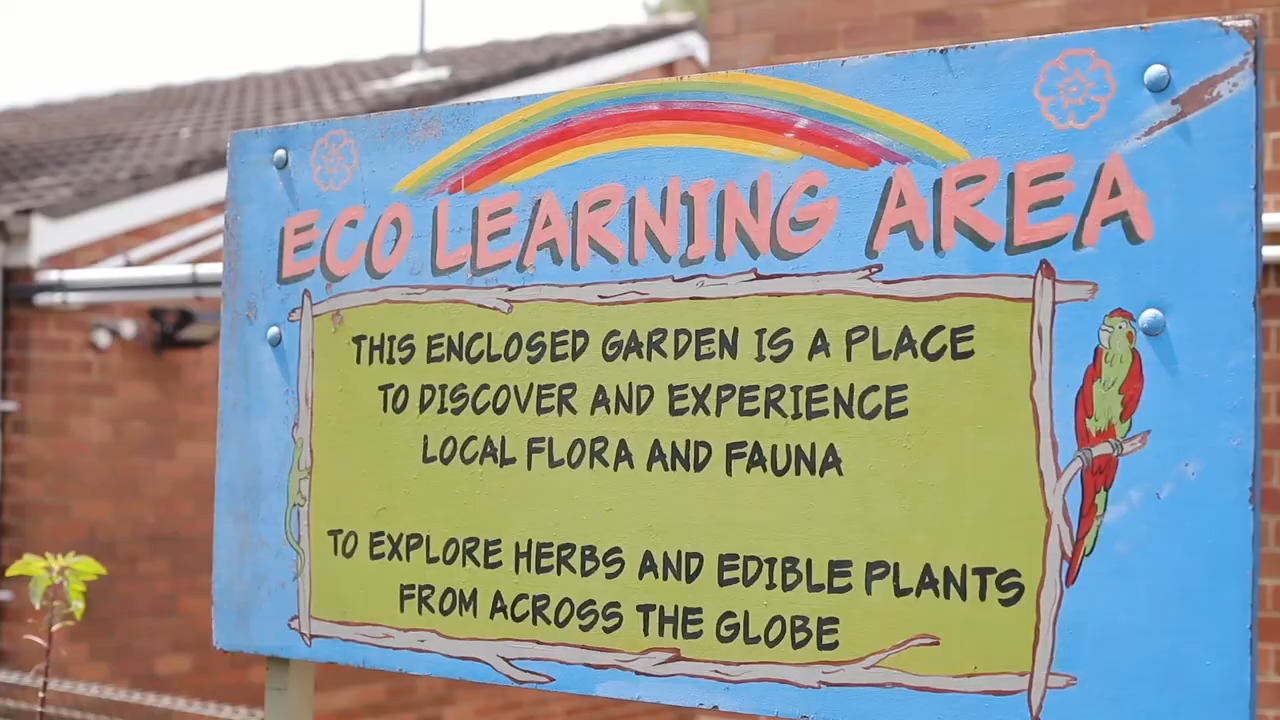 ECO LEARNING AREA
THIS ENCLOSED GARDEN IS A PLACE
TO DISCOVER AND EXPERIENCE
LOCAL FLORA AND FAUNA
TO EXPLORE HERBS AND EDIBLE PLANTS
FROM ACROSS THE GLOBE